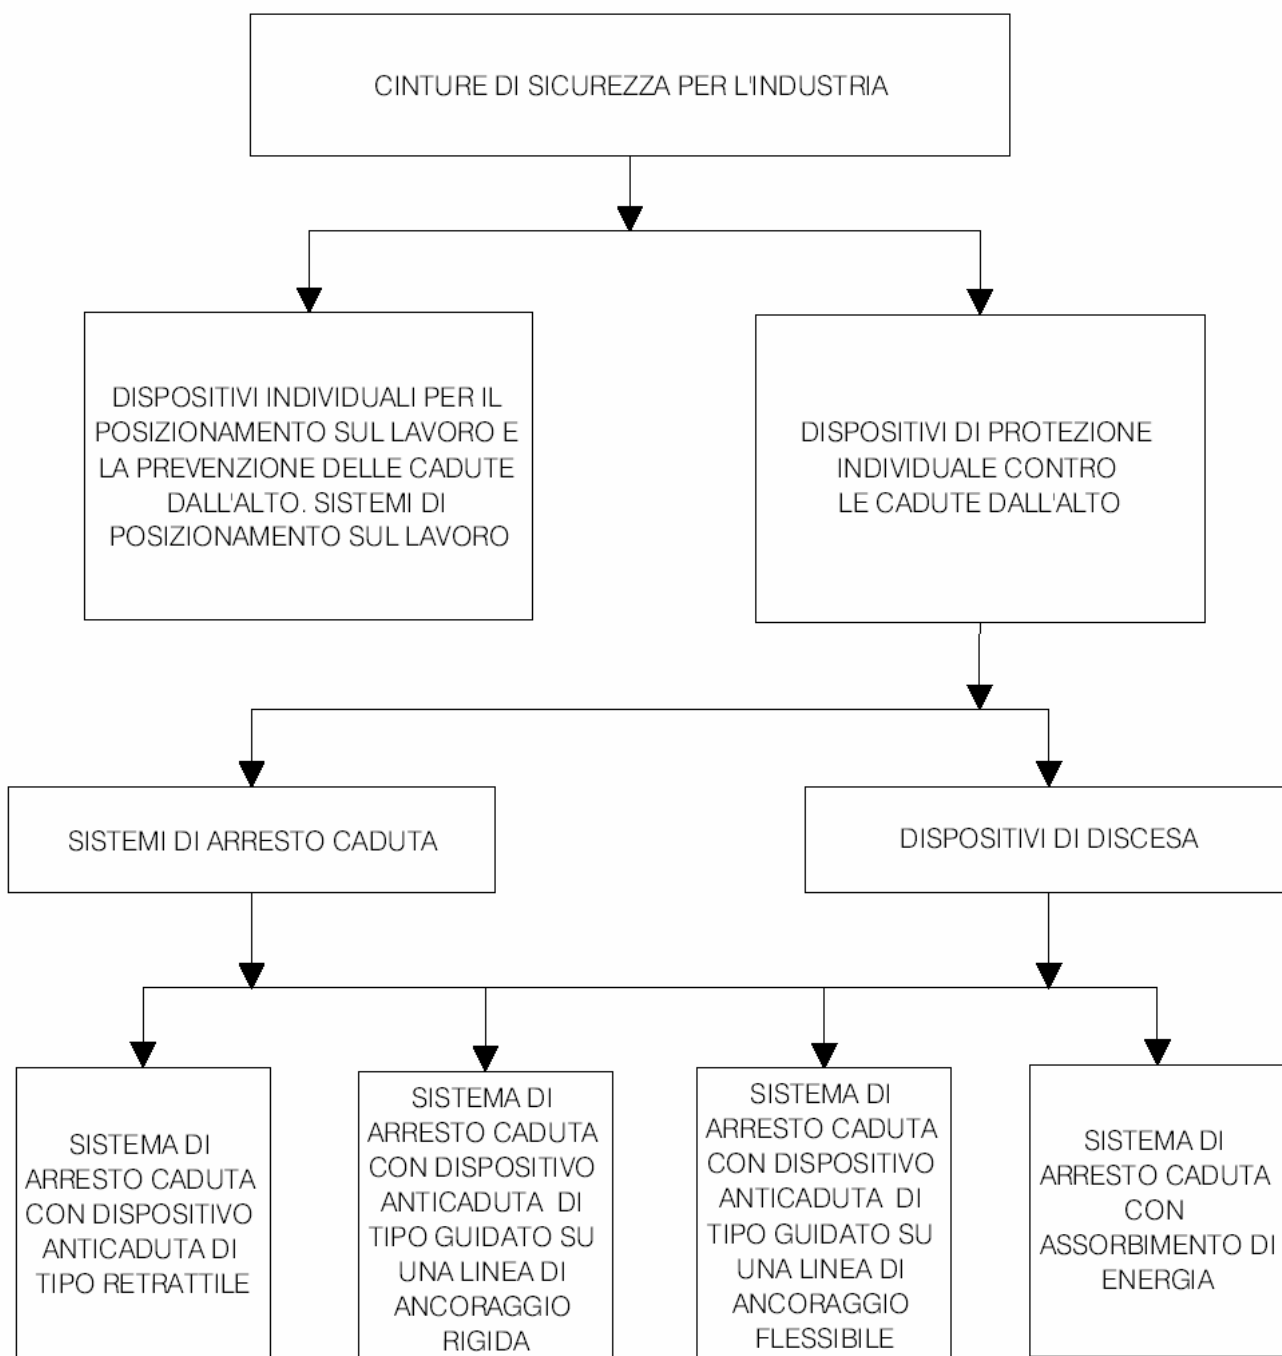 CINTURE DI SICUREZZA PER L'INDUSTRIA
DISPOSITIVI INDIVIDUALI PER IL
POSIZIONAMENTO SUL LAVORO E
LA PREVENZIONE DELLE CADUTE
DALL'ALTO. SISTEMI DI
POSIZIONAMENTO SUL LAVORO
DISPOSITIVI DI PROTEZIONE
INDIVIDUALE CONTRO
LE CADUTE DALL'ALTO
SISTEMI DI ARRESTO CADUTA
DISPOSITIVI DI DISCESA
SISTEMA DI
ARRESTO CADUTA
CON DISPOSITIVO
ANTICADUTA DI
TIPO RETRATTILE
SISTEMA DI
ARRESTO CADUTA
CON DISPOSITIVO
ANTICADUTA DI
TIPO GUIDATO SU
UNA LINEA DI
ANCORAGGIO
RIGIDA
SISTEMA DI
ARRESTO CADUTA
CON DISPOSITIVO
ANTICADUTA DI
TIPO GUIDATO SU
UNA LINEA DI
ANCORAGGIO
FLESSIBILE
SISTEMA DI
ARRESTO CADUTA
CON
ASSORBIMENTO DI
ENERGIA